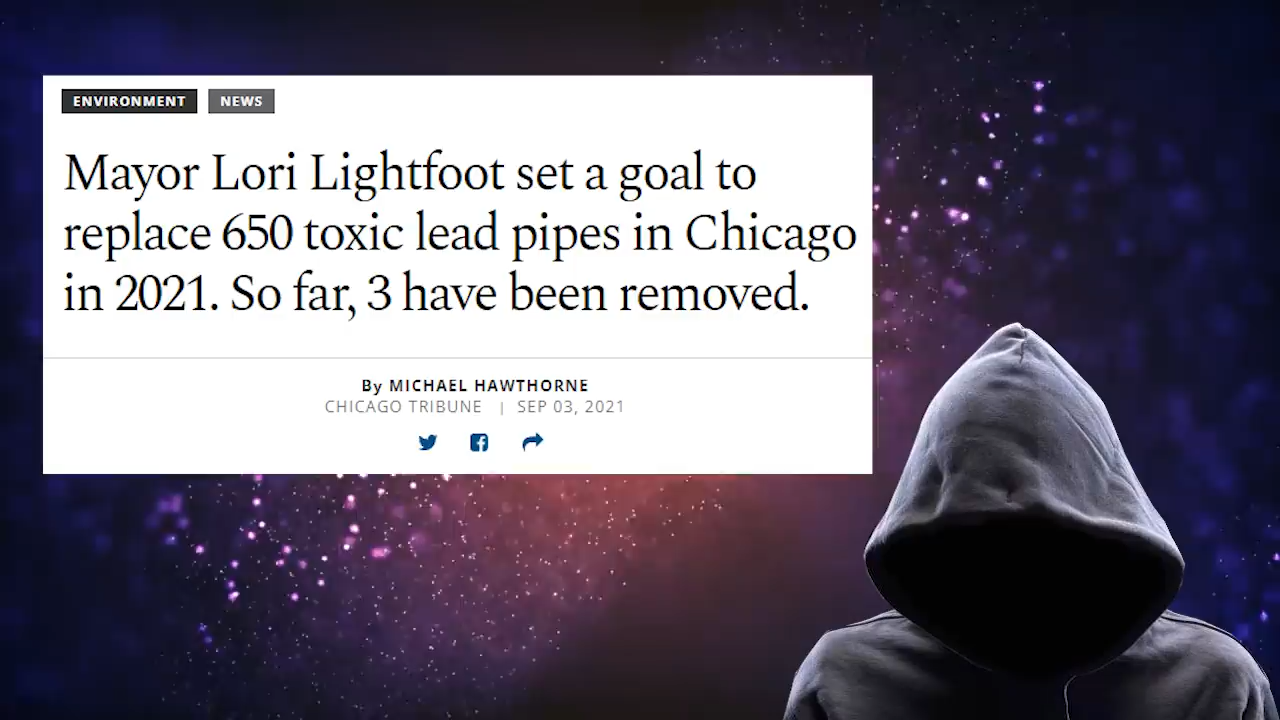 ENVIRONMENT NEWS
Mayor Lori Lightfoot set a goal to
replace 650 toxic lead pipes in Chicago
in 2021. So far, 3 have been removed.
By MICHAEL HAWTHORNE
CHICAGO TRIBUNE | SEP 03, 2021